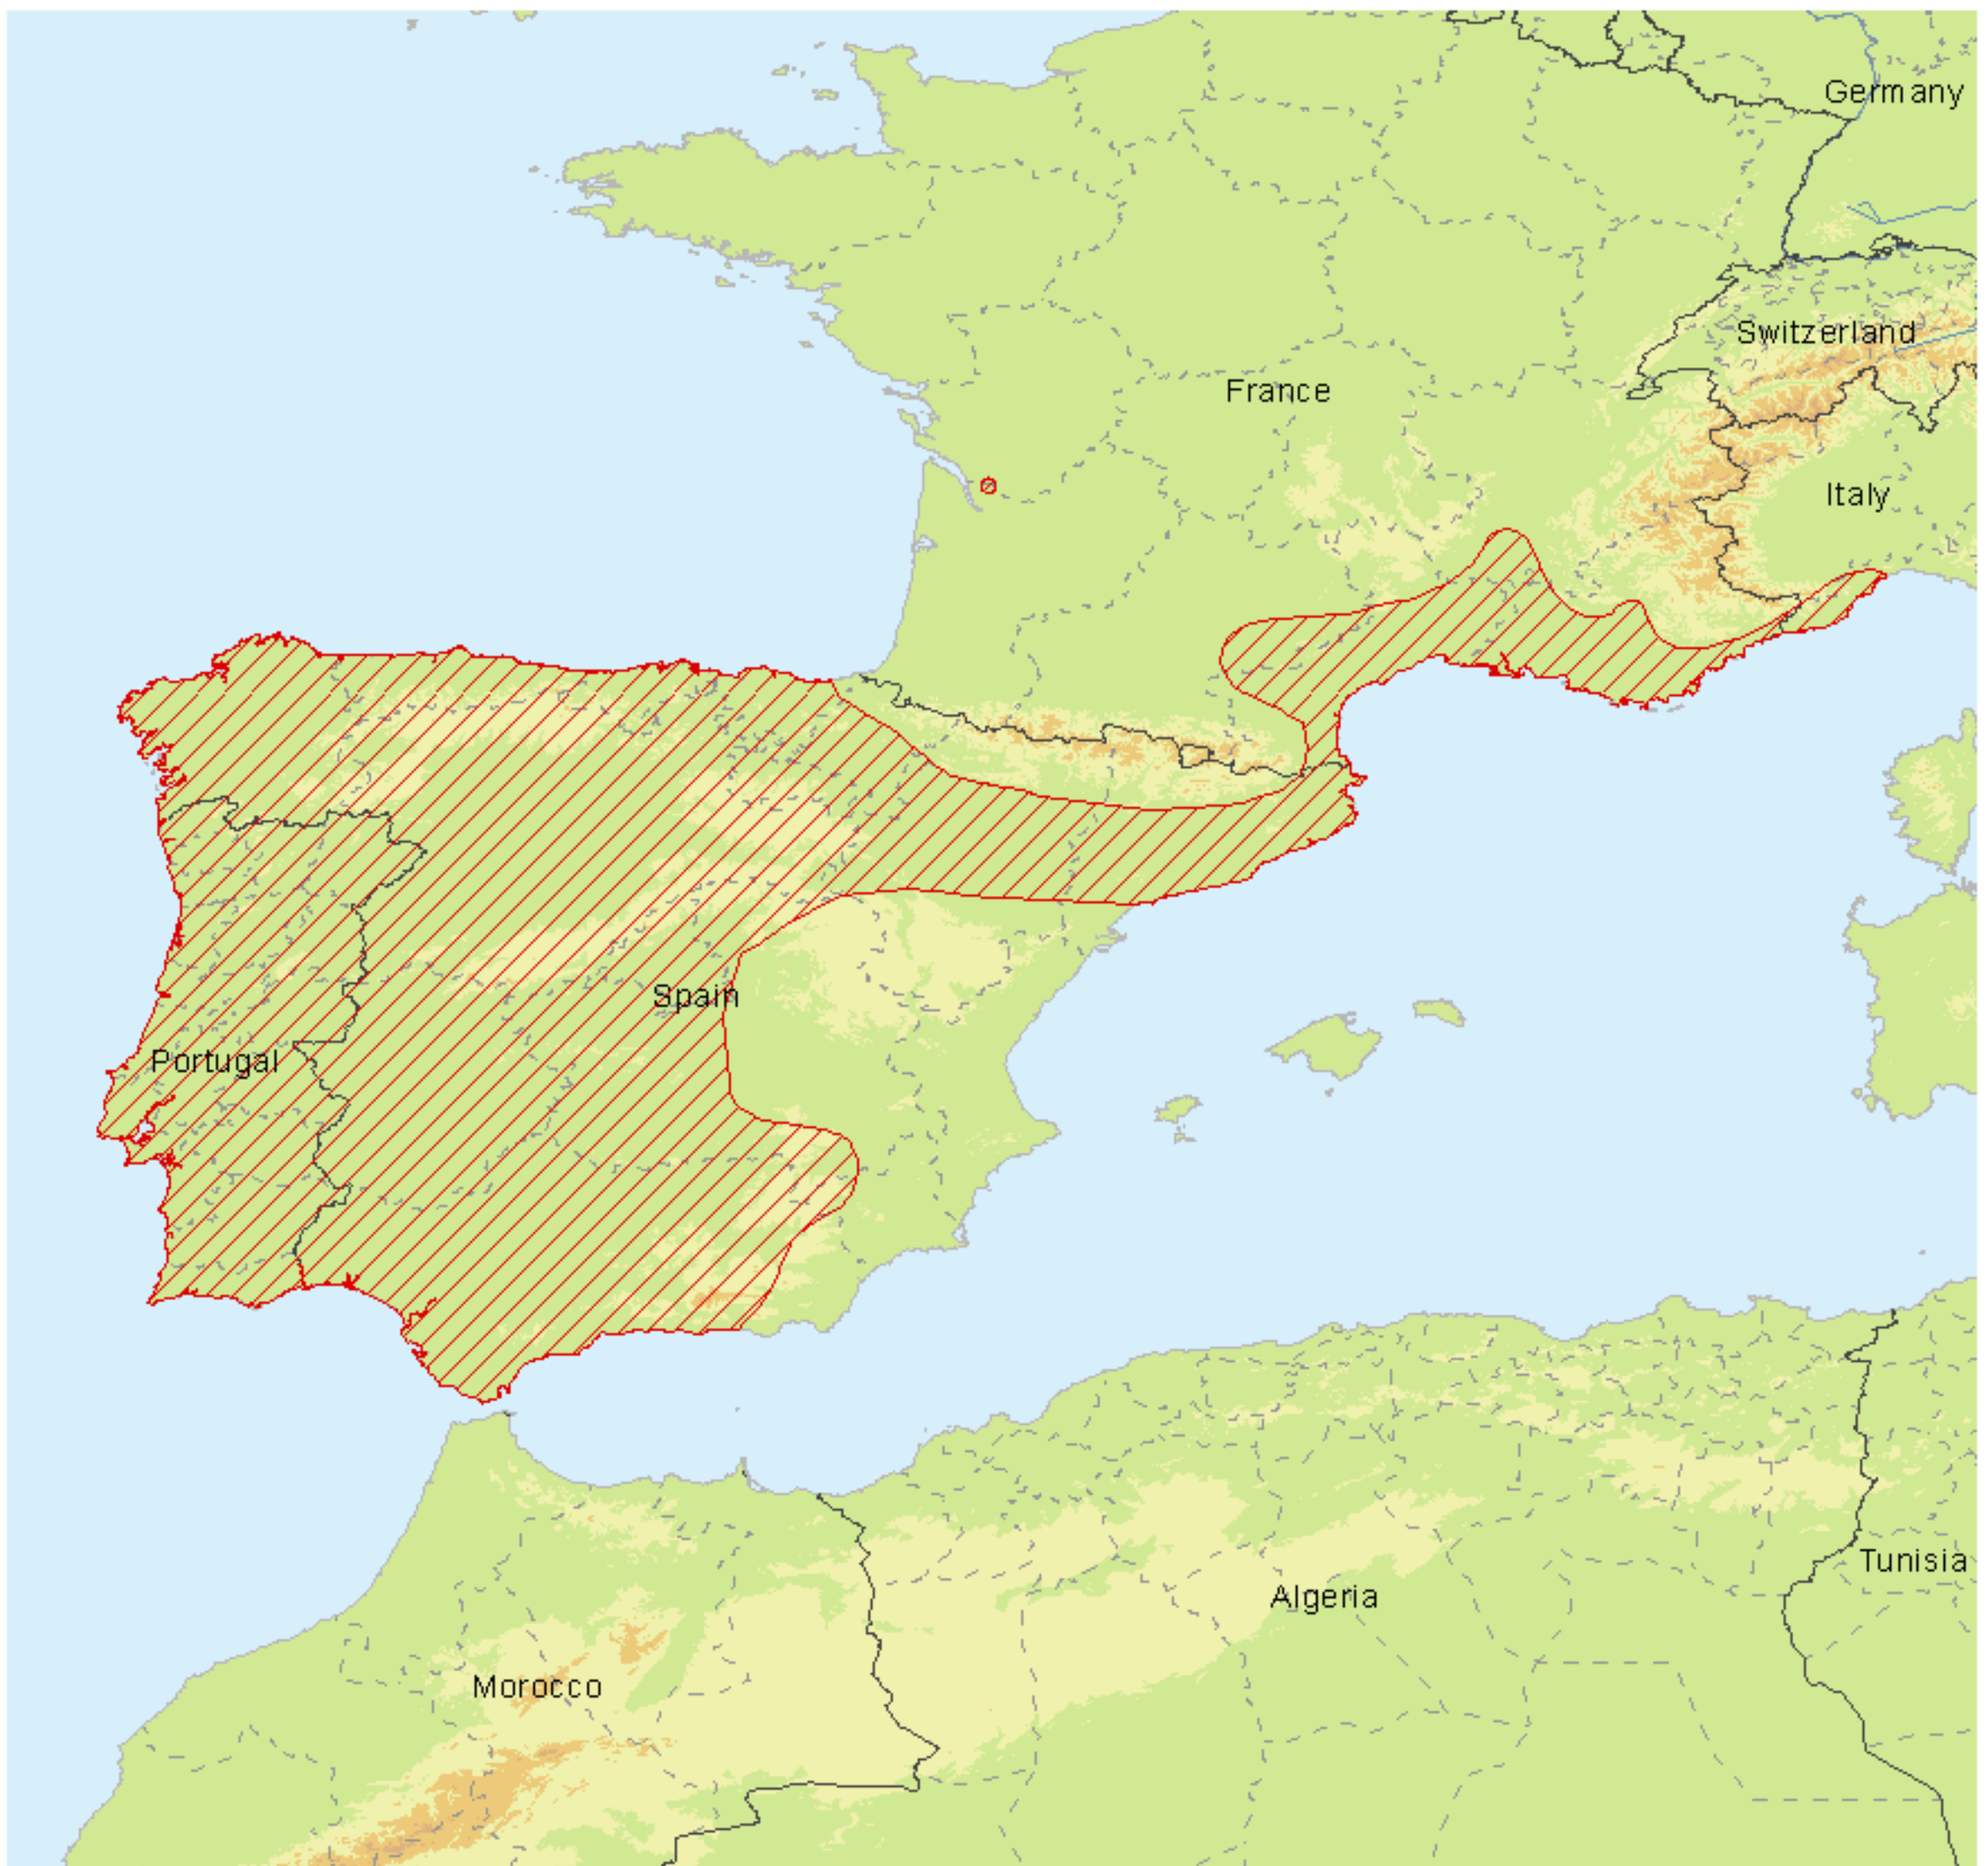 Germany
Switzerland
France
Italy
Spain
Portugal
Tunisia
Algeria
Morocco